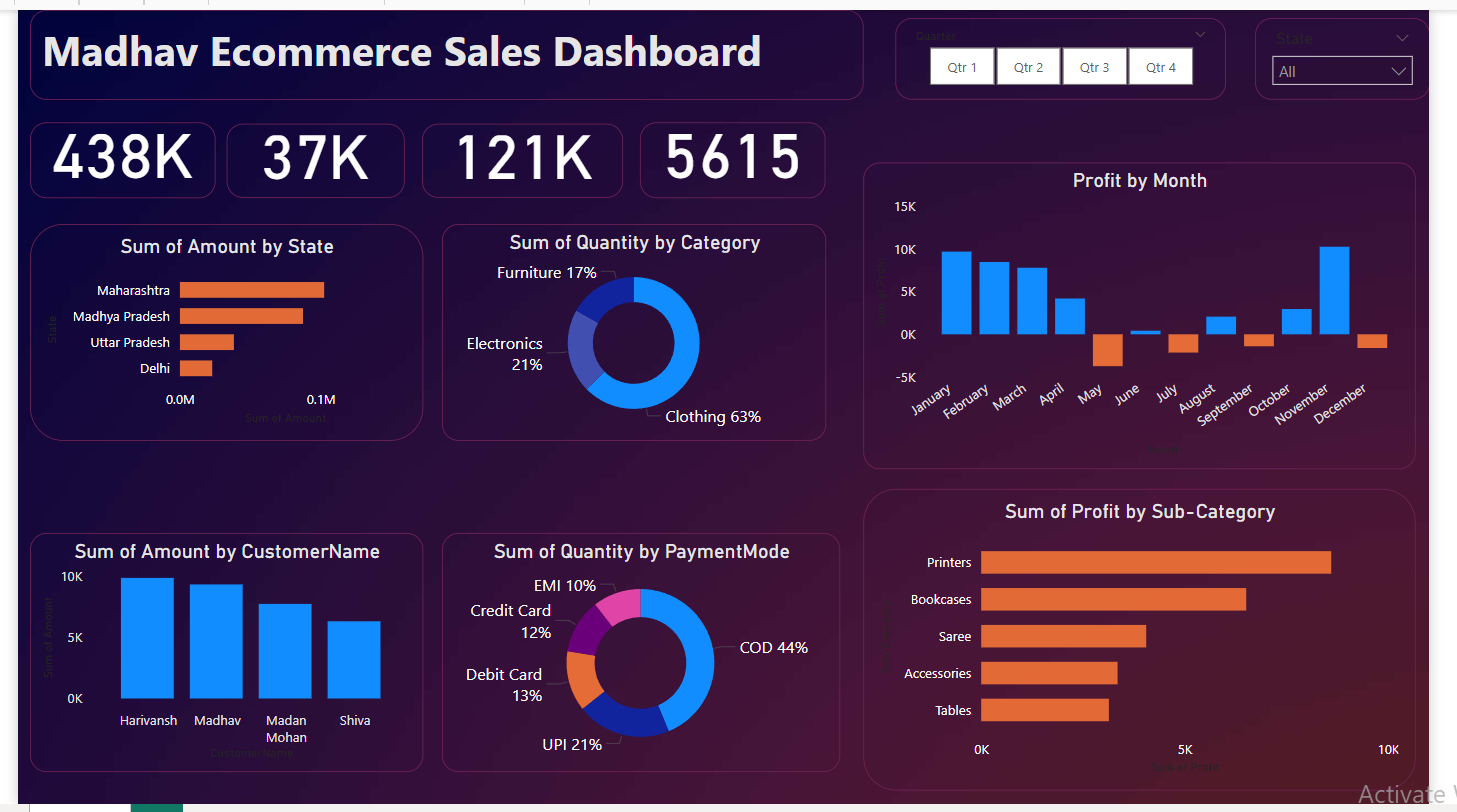 Madhav Ecommerce Sales Dashboard
Quarter
Qtr 1 Qtr 2 Qtr 3 Qtr 4
State
All
438K 37K 121K 5615
Sum of Amount by State
State
Maharashtra
Madhya Pradesh
Uttar Pradesh
Delhi
0.0M 0.1M
Sum of Amount
Sum of Quantity by Category
Furniture 17%
Electronics
21%
Clothing 63%
Profit by Month
15K
10K
5K
0K
-5K
January February March April May June July August September October November December
Sum of Amount by CustomerName
Sum of Amount
10K
5K
0K
Harivansh Madhav Madan Shiva
Mohan
CustomerName
Sum of Quantity by PaymentMode
EMI 10%
Credit Card
12%
COD 44%
Debit Card
13%
UPI 21%
Sum of Profit by Sub-Category
Printers
Bookcases
Saree
Accessories
Tables
0K 5K 10K
Sum of Profit
Activate